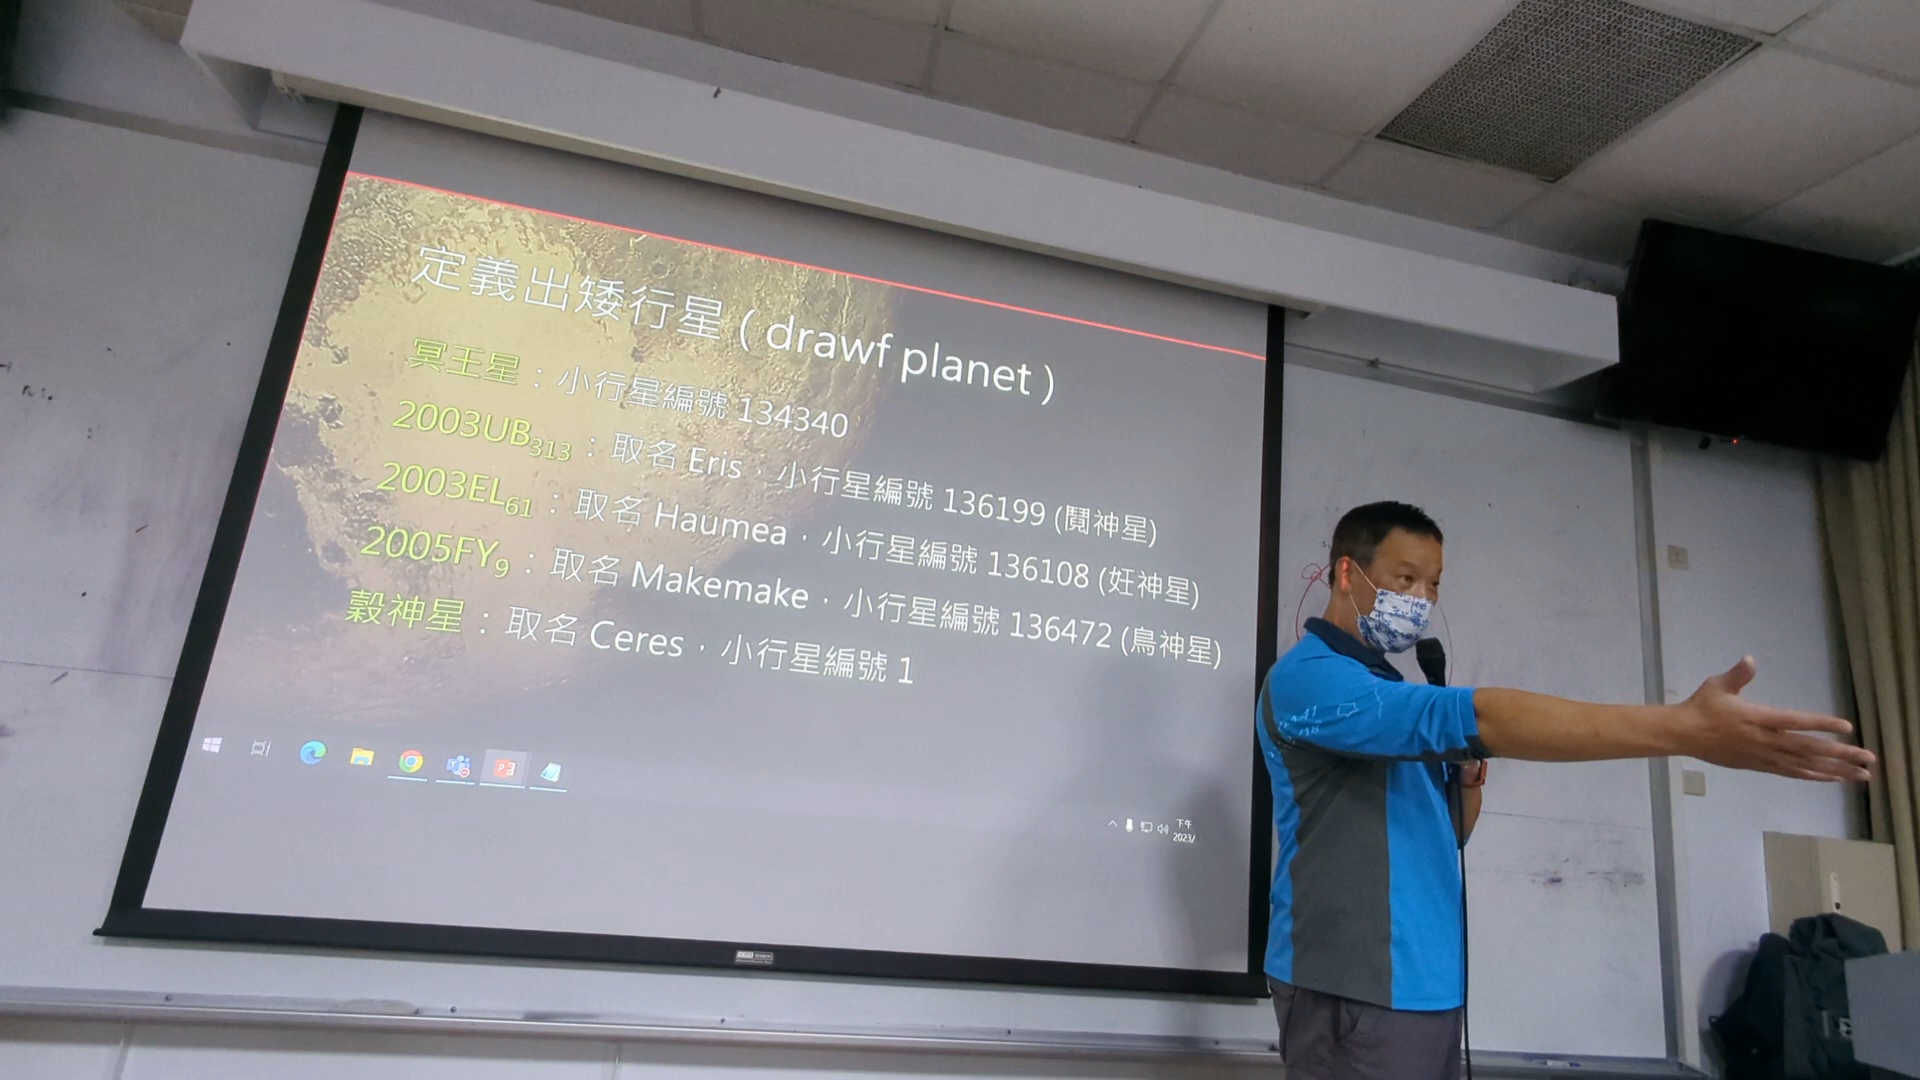 定義出矮行星 ( drawf planet )
冥王星：小行星編號 134340
2003UB313：取名 Eris，小行星編號 136199 (鬩神星)
2003EL61：取名 Haumea，小行星編號 136108 (妊神星)
2005FY9：取名 Makemake，小行星編號 136472 (鳥神星)
穀神星：取名 Ceres，小行星編號 1
下午
2023/